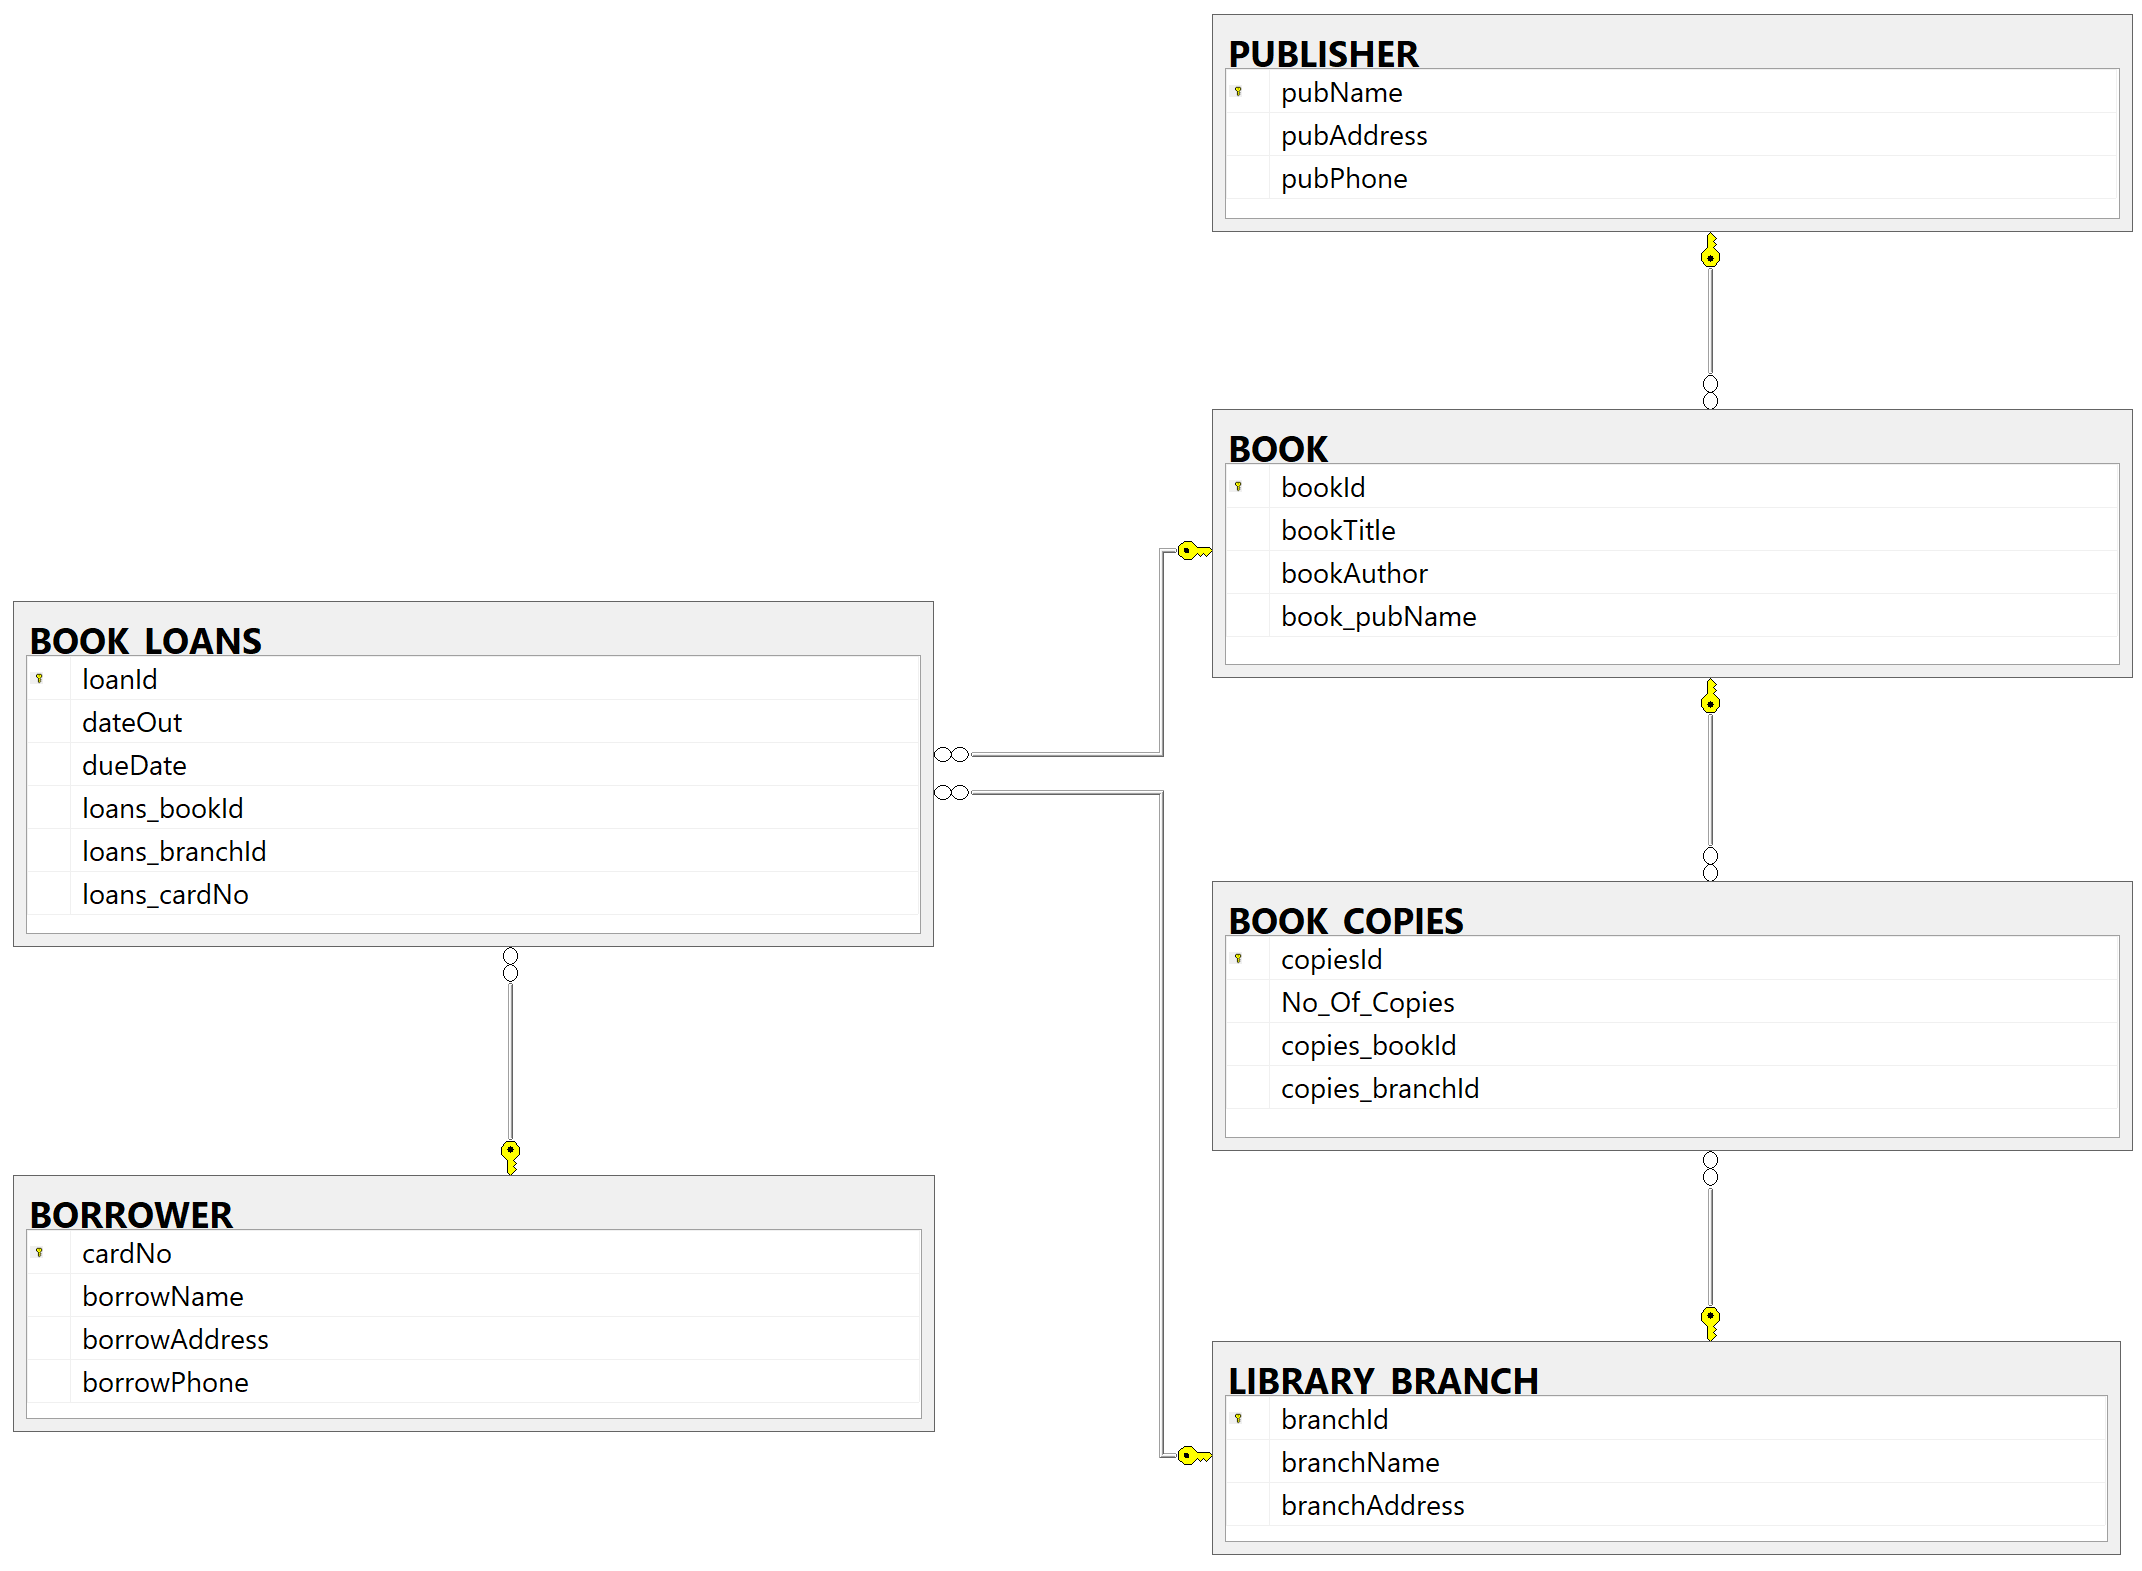 PUBLISHER
pubName
pubAddress
pubPhone
BOOK
bookId
bookTitle
bookAuthor
book_pubName
BOOK_LOANS
loanId
dateOut
dueDate
loans_bookId
loans_branchId
loans_cardNo
BOOK_COPIES
copiesId
No_Of_Copies
copies_bookId
copies_branchId
BORROWER
cardNo
borrowName
borrowAddress
borrowPhone
LIBRARY_BRANCH
branchId
branchName
branchAddress